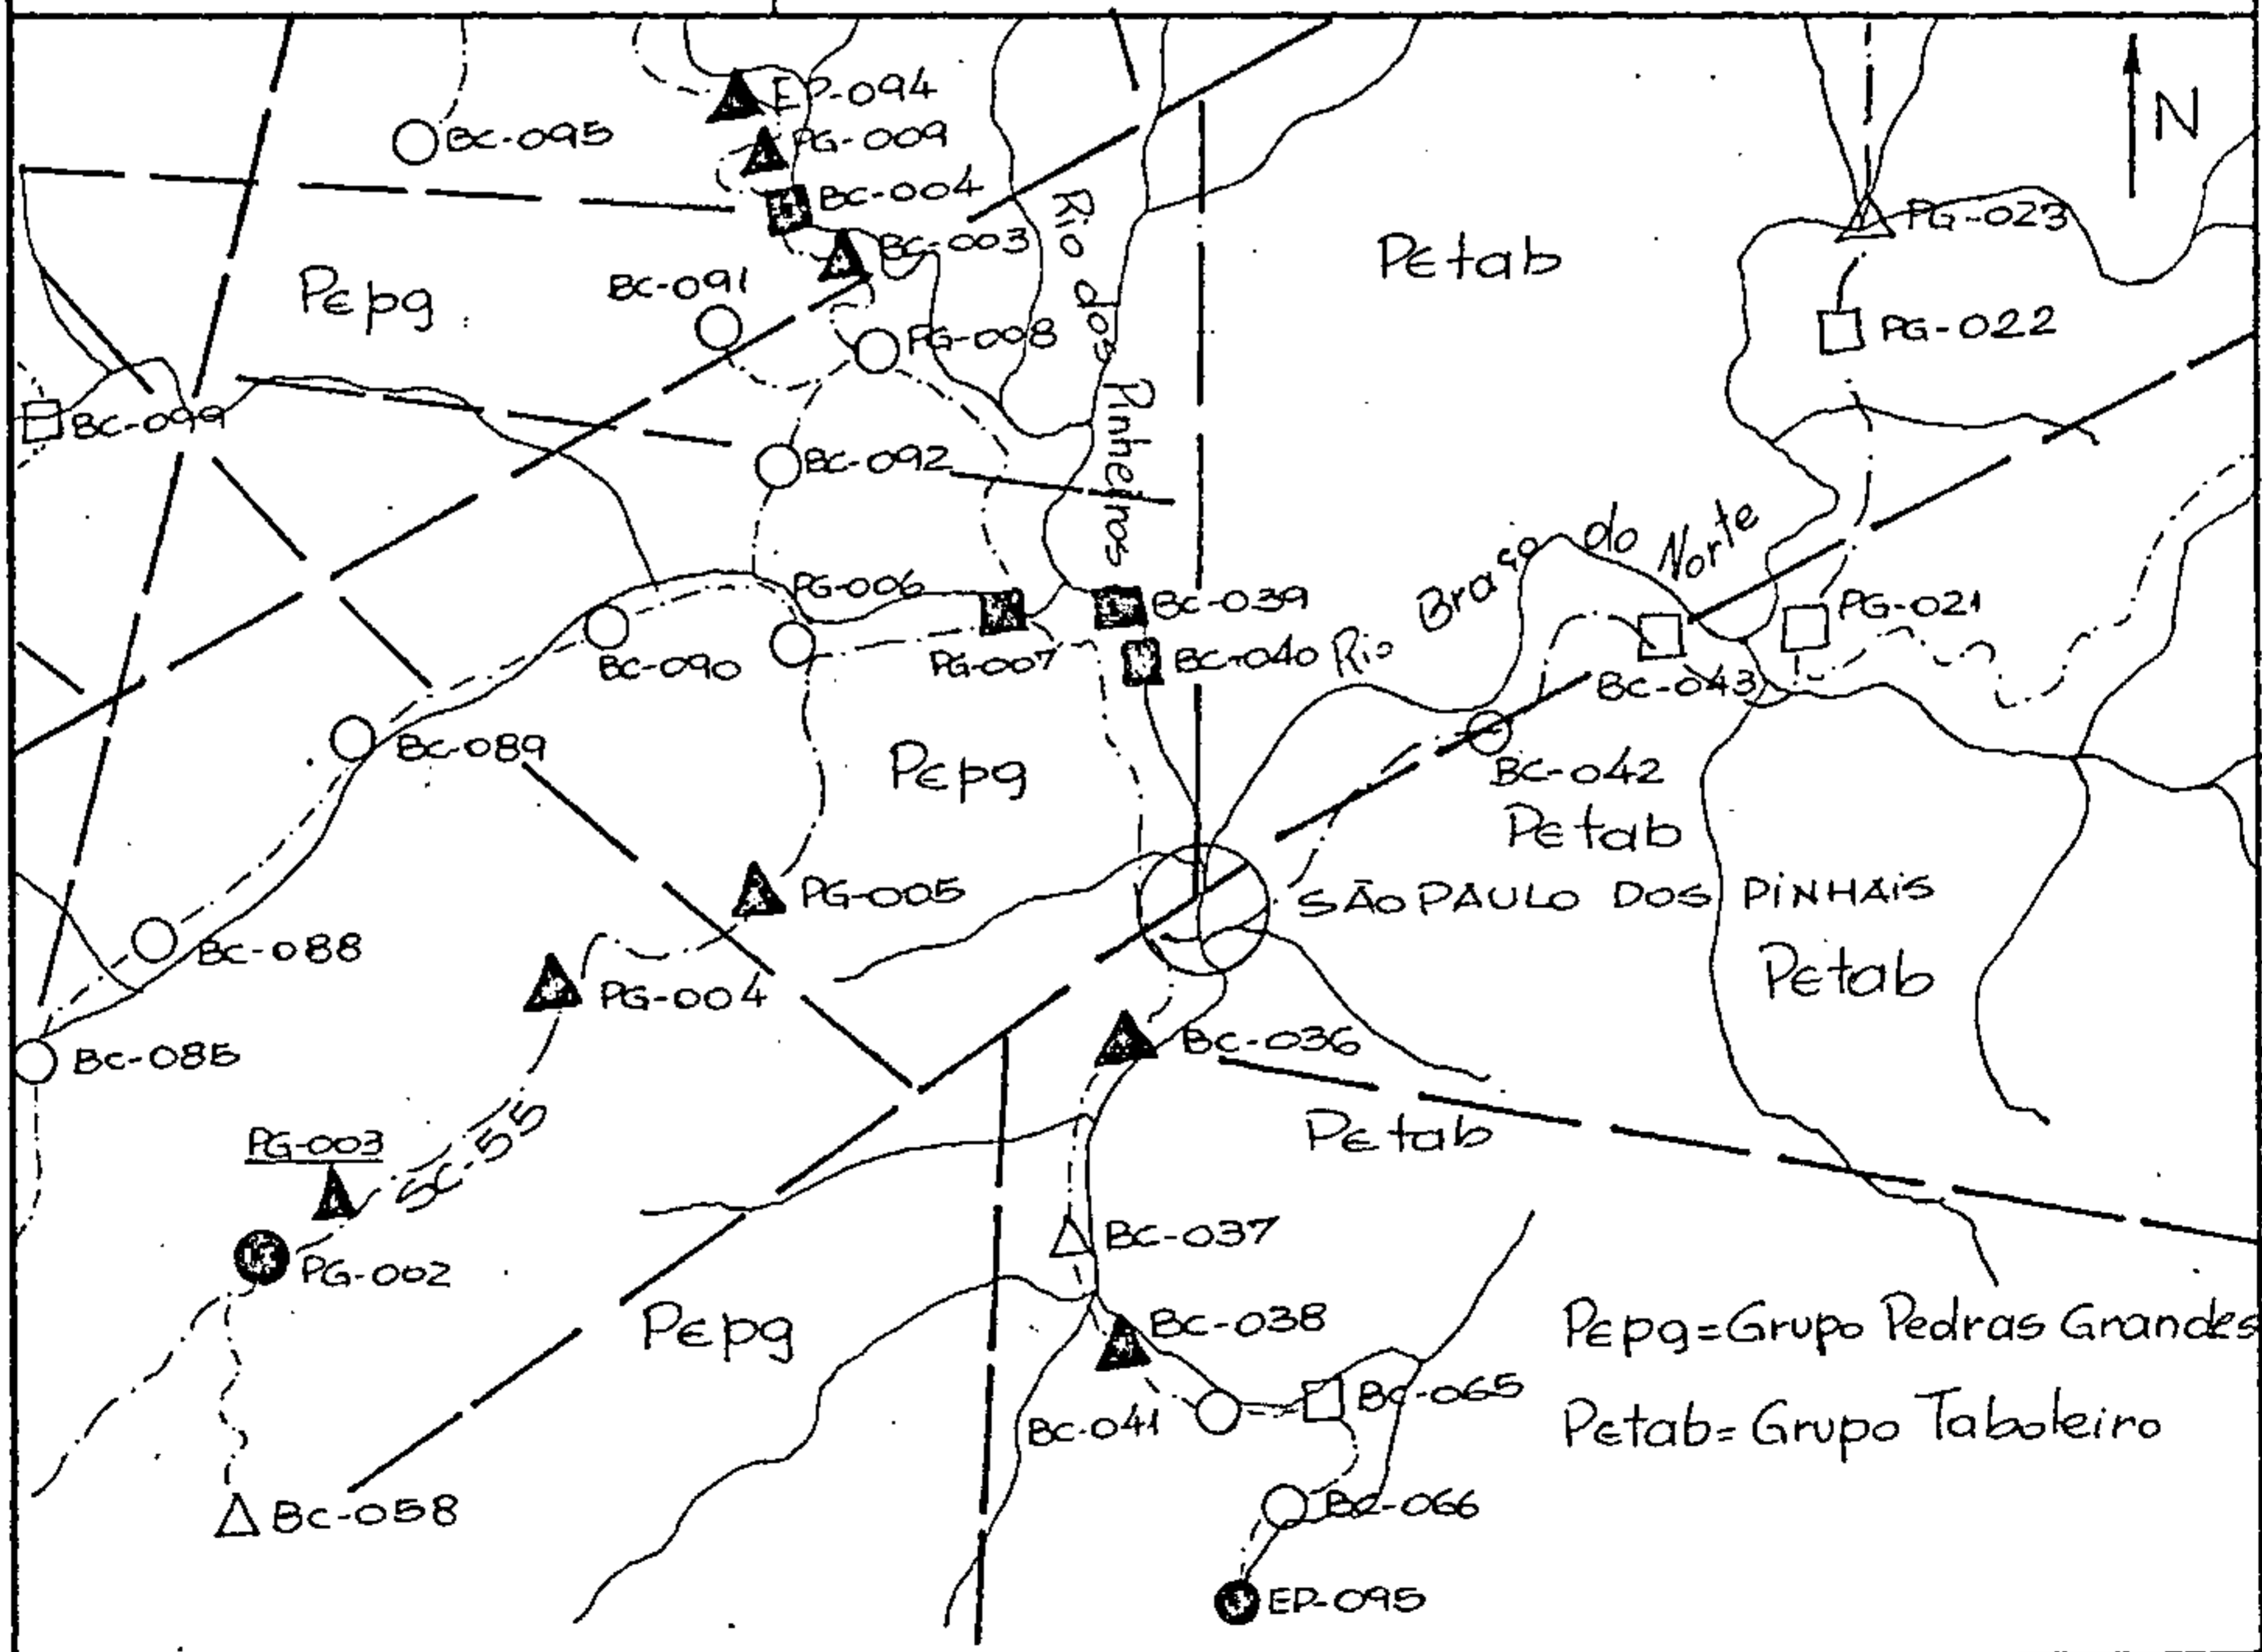 EP-094
N
BC-095
PG-009
BC-004
PG-023
BC-003
Petab
BC-091
Pepg
PG-022
PG-008
Rio dos Pinheiros
BC-099
BC-092
Rio Braço do Norte
PG-006
BC-039
PG-021
BC-090
PG-007
BC-040
BC-043
BC-089
Pepg
BC-042
Petab
PG-005
SÃO PAULO DOS PINHAIS
BC-088
Petab
PG-004
BC-036
BC-085
SC-55
Petab
PG-003
BC-037
PG-002
BC-038
Pepg
Pepg=Grupo Pedras Grandes
BC-065
BC-041
Petab=Grupo Taboleiro
BC-058
BC-066
EP-095